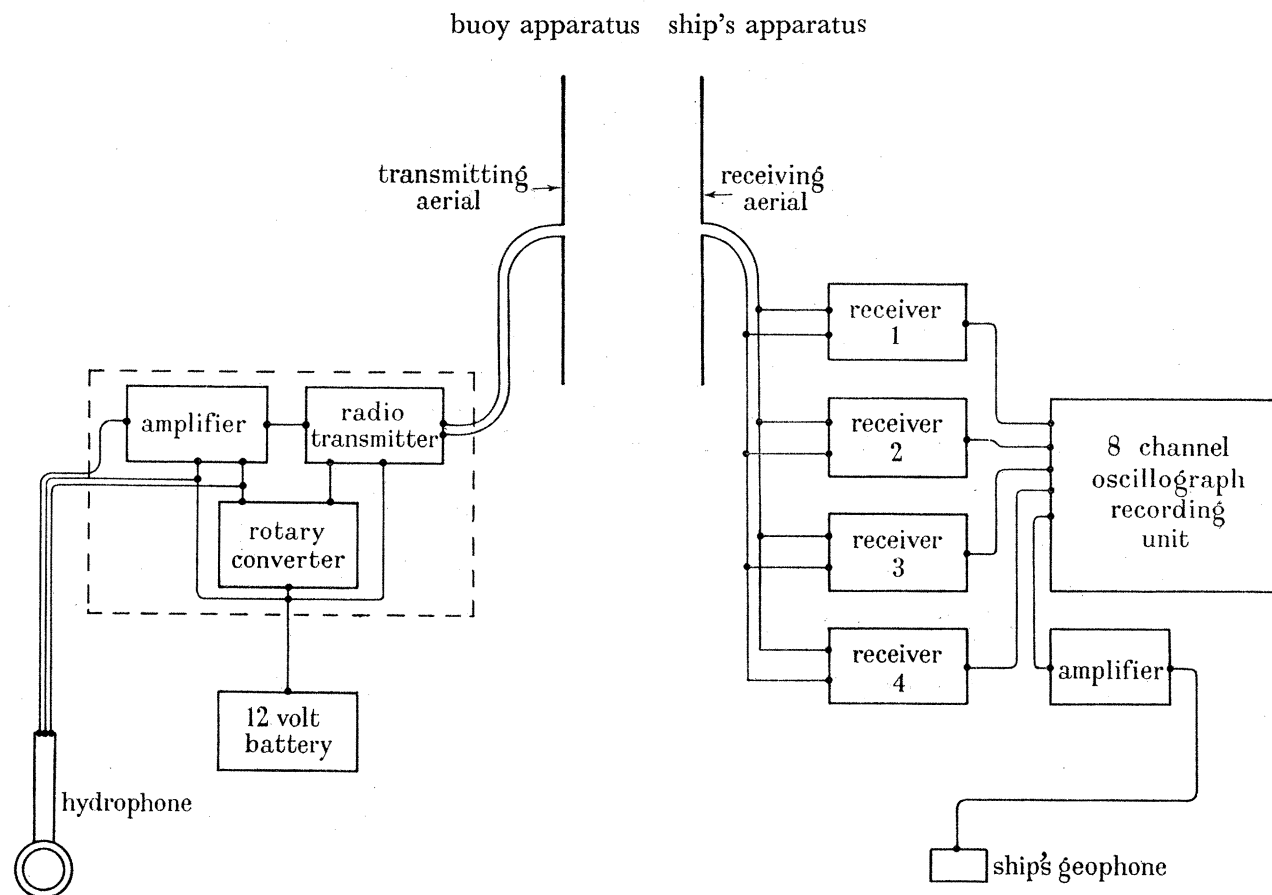 buoy apparatus ship's apparatus
transmitting
aerial
receiving
aerial
receiver
1
amplifier
radio
transmitter
receiver
2
8 channel
oscillograph
recording
unit
rotary
converter
receiver
3
receiver
4
amplifier
12 volt
battery
hydrophone
ship's geophone